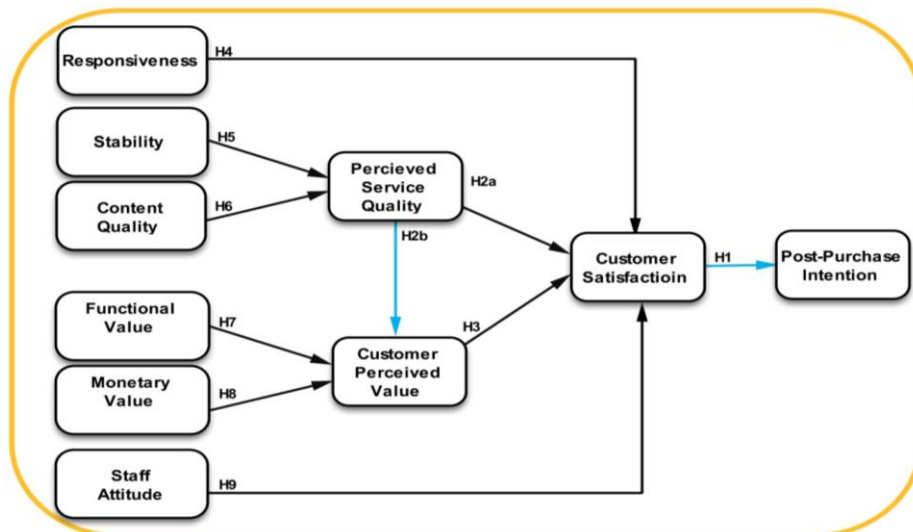 Responsiveness
H4
Stability
H5
Content
Quality
H6
Percieved
Service
Quality
H2a
H2b
Functional
Value
H7
Monetary
Value
H8
Customer
Perceived
Value
H3
Staff
Attitude
H9
Customer
Satisfactioin
H1
Post-Purchase
Intention